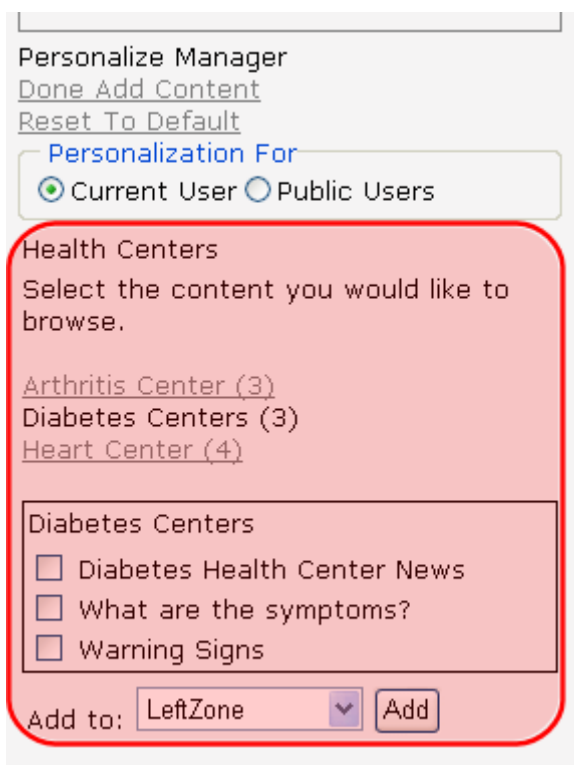 Personalize Manager
Done Add Content
Reset To Default
Personalization For
Current User Public Users
Health Centers
Select the content you would like to
browse.
Arthritis Center (3)
Diabetes Centers (3)
Heart Center (4)
Diabetes Centers
Diabetes Health Center News
What are the symptoms?
Warning Signs
Add to: LeftZone Add